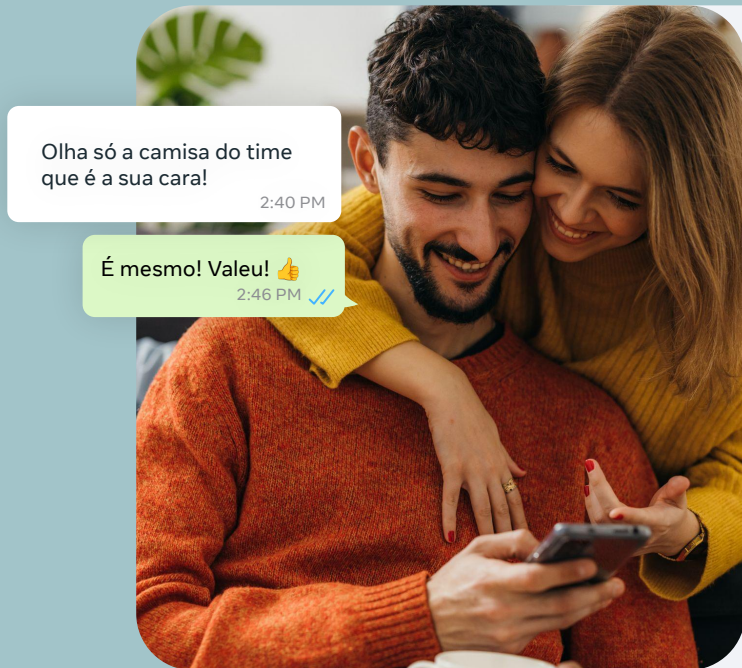 Olha só a camisa do time
que é a sua cara!
2:40 PM
É mesmo! Valeu! 👍
2:46 PM